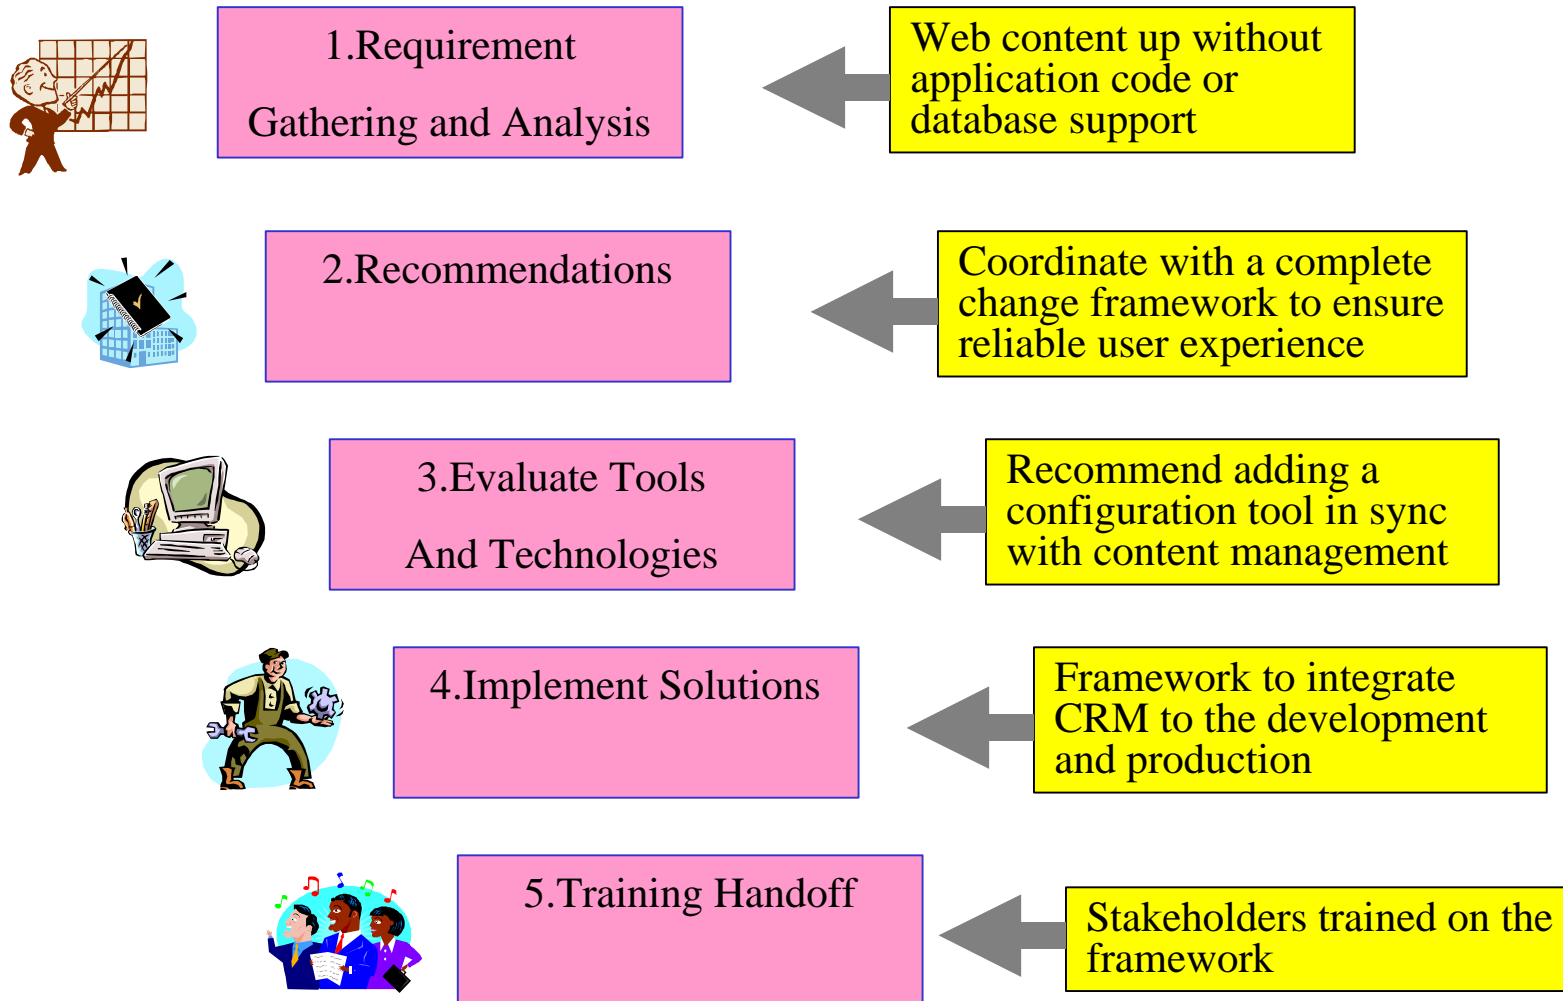 1.Requirement
Gathering and Analysis
Web content up without
application code or
database support
2.Recommendations
Coordinate with a complete
change framework to ensure
reliable user experience
3.Evaluate Tools
And Technologies
Recommend adding a
configuration tool in sync
with content management
4.Implement Solutions
Framework to integrate
CRM to the development
and production
5.Training Handoff
Stakeholders trained on the
framework